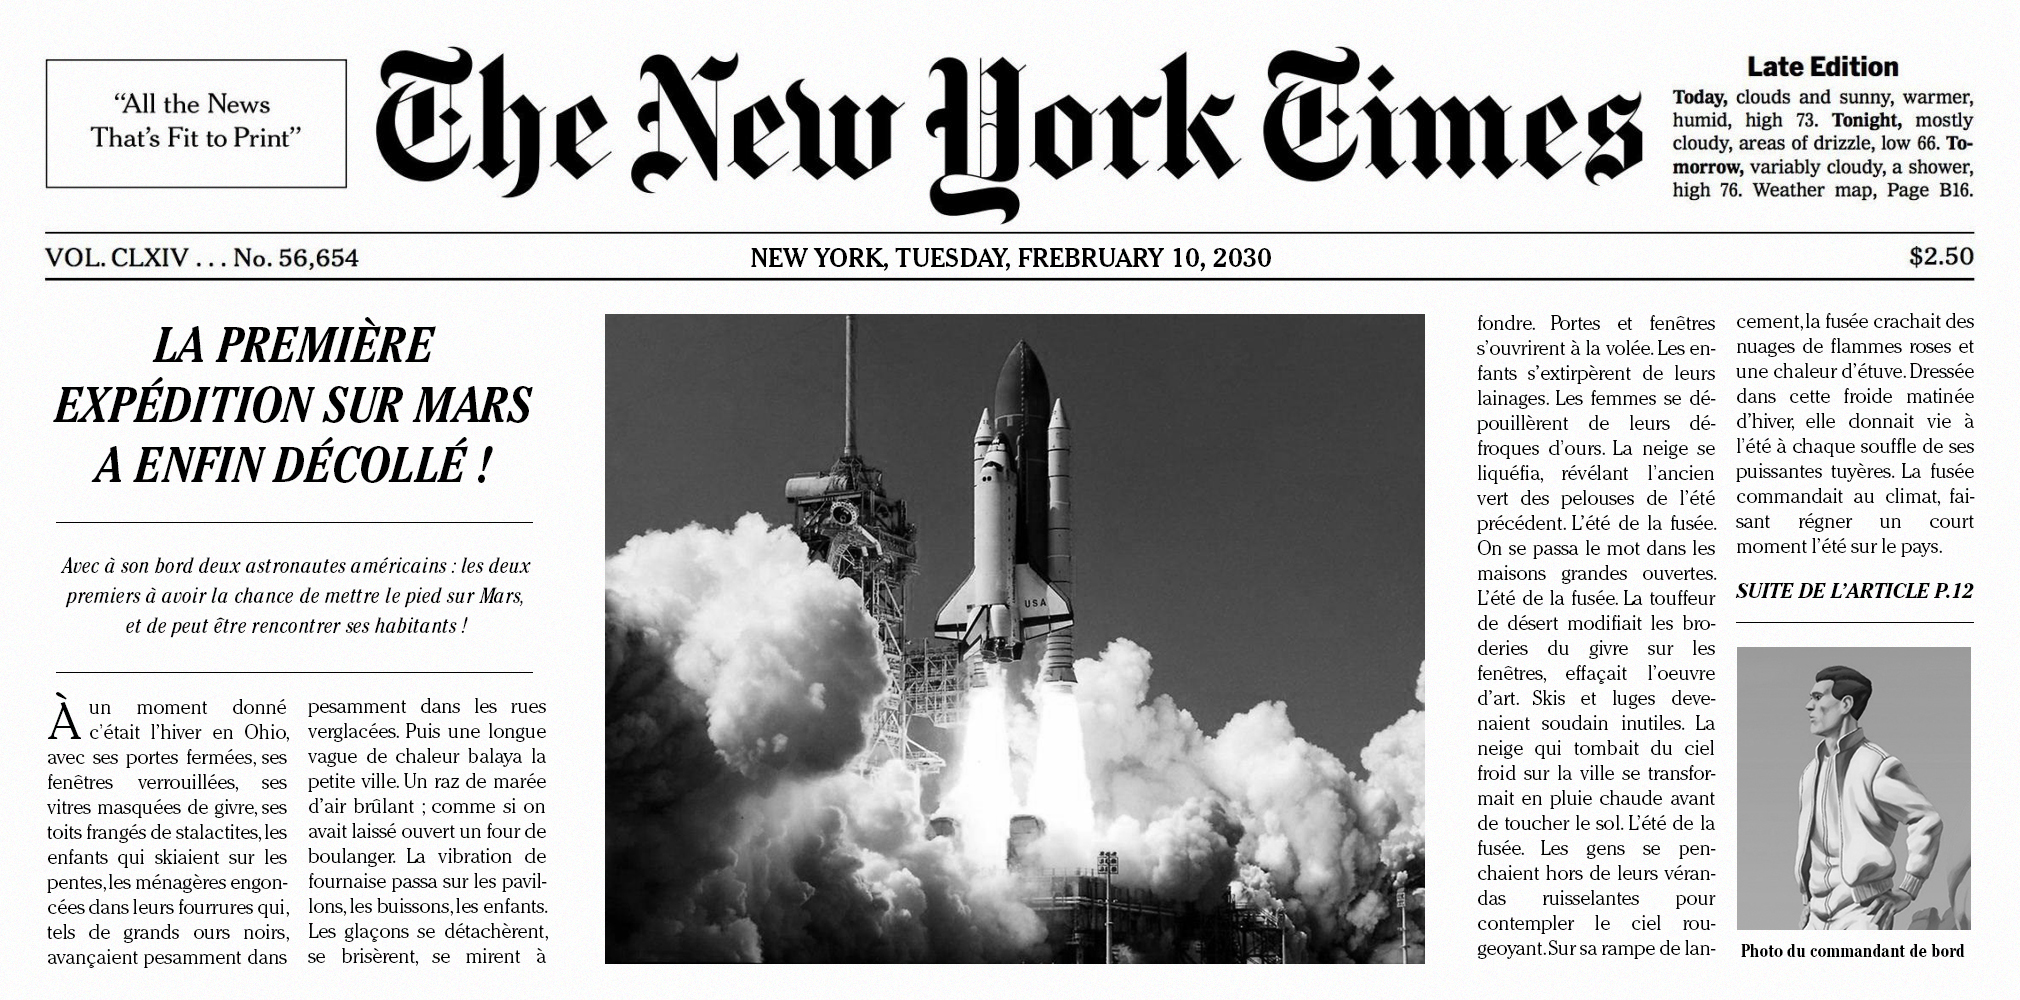 “All the News
That’s Fit to Print”
The New York Times
Late Edition
Today, clouds and sunny, warmer,
humid, high 73. Tonight, mostly
cloudy, areas of drizzle, low 66. To-
morrow, variably cloudy, a shower,
high 76. Weather map, Page B16.
VOL. CLXIV . . . No. 56,654
NEW YORK, TUESDAY, FREBRUARY 10, 2030
$2.50
LA PREMIÈRE
EXPÉDITION SUR MARS
A ENFIN DÉCOLLÉ !
Avec à son bord deux astronautes américains : les deux
premiers à avoir la chance de mettre le pied sur Mars,
et de peut être rencontrer ses habitants !
À un moment donné
c’était l’hiver en Ohio,
avec ses portes fermées, ses
fenêtres verrouillées, ses
vitres masquées de givre, ses
toits frangés de stalactites, les
enfants qui skiaient sur les
pentes, les ménagères engon-
cées dans leurs fourrures qui,
tels de grands ours noirs,
avançaient pesamment dans
pesamment dans les rues
verglacées. Puis une longue
vague de chaleur balaya la
petite ville. Un raz de marée
d’air brûlant ; comme si on
avait laissé ouvert un four de
boulanger. La vibration de
fournaise passa sur les pavil-
lons, les buissons, les enfants.
Les glaçons se détachèrent,
se brisèrent, se mirent à
USA
fondre. Portes et fenêtres
s’ouvrirent à la volée. Les en-
fants s’extirpèrent de leurs
lainages. Les femmes se dé-
pouillèrent de leurs dé-
froques d’ours. La neige se
liquéfia, révélant l’ancien
vert des pelouses de l’été
précédent. L’été de la fusée.
On se passa le mot dans les
maisons grandes ouvertes.
L’été de la fusée. La touffeur
de désert modifiait les bro-
deries du givre sur les
fenêtres, effaçait l’oeuvre
d’art. Skis et luges deve-
naient soudain inutiles. La
neige qui tombait du ciel
froid sur la ville se transfor-
mait en pluie chaude avant
de toucher le sol. L’été de la
fusée. Les gens se pen-
chaient hors de leurs véran-
das ruisselantes pour
contempler le ciel rou-
geoyant. Sur sa rampe de lan-
cement, la fusée crachait des
nuages de flammes roses et
une chaleur d’étuve. Dressée
dans cette froide matinée
d’hiver, elle donnait vie à
l’été à chaque souffle de ses
puissantes tuyères. La fusée
commandait au climat, fai-
sant régner un court
moment l’été sur le pays.
SUITE DE L’ARTICLE P.12
Photo du commandant de bord